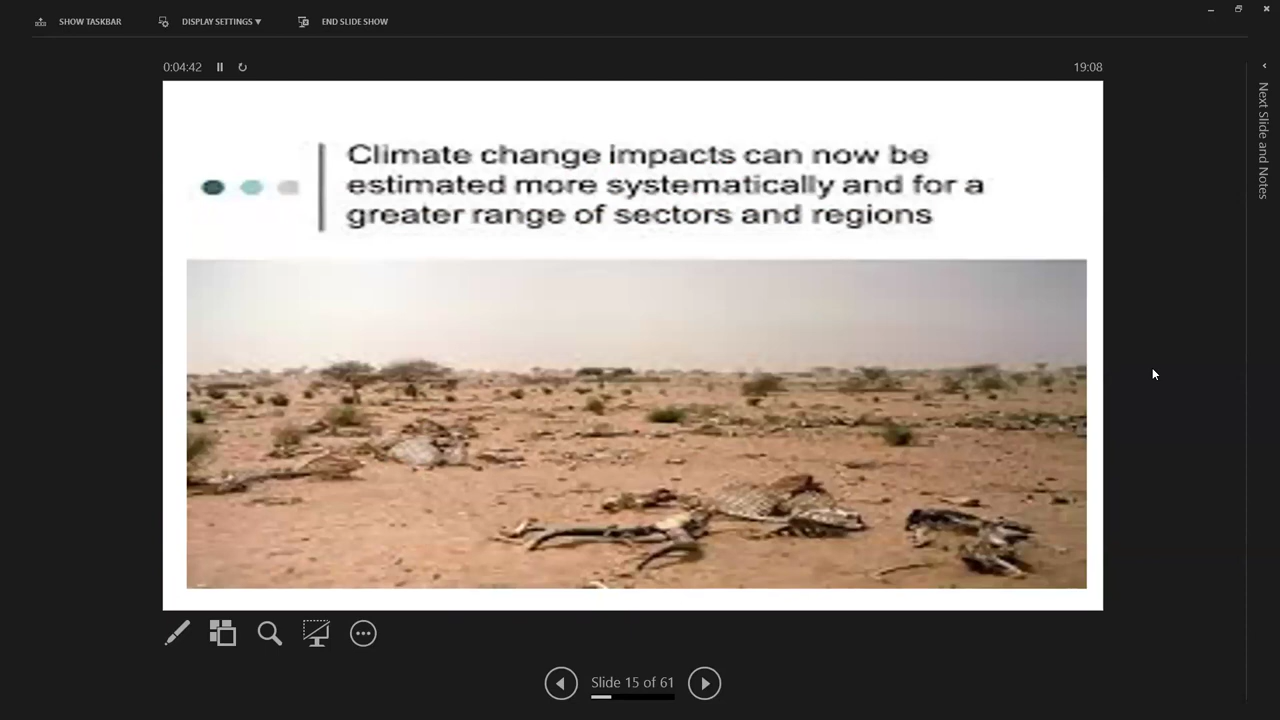 SHOW TASKBAR
DISPLAY SETTINGS ▼
END SLIDE SHOW
0:04:42
19:08
Next Slide and Notes
Climate change impacts can now be
estimated more systematically and for a
greater range of sectors and regions
Slide 15 of 61